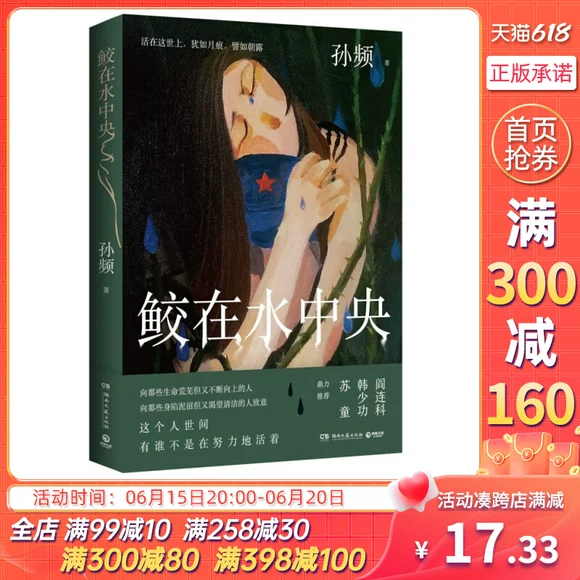 天猫618
正版承诺
首页
抢券
满
300
减
160
鲛在水中央
孙频
著
活在这世上，犹如月痕，譬如朝露
孙频 著
鲛在水中央
向那些生命荒芜但又不断向上的人
向那些身陷泥沼但又渴望清洁的人致意
这个人世间
有谁不是在努力地活着
阎连科
韩少功
苏童
鼎力
推荐
湖南文艺出版社
活动时间：06月15日20:00-06月20日
全店 满99减10 满258减30
满300减80 满398减100
活动凑跨店满减
¥ 17.33